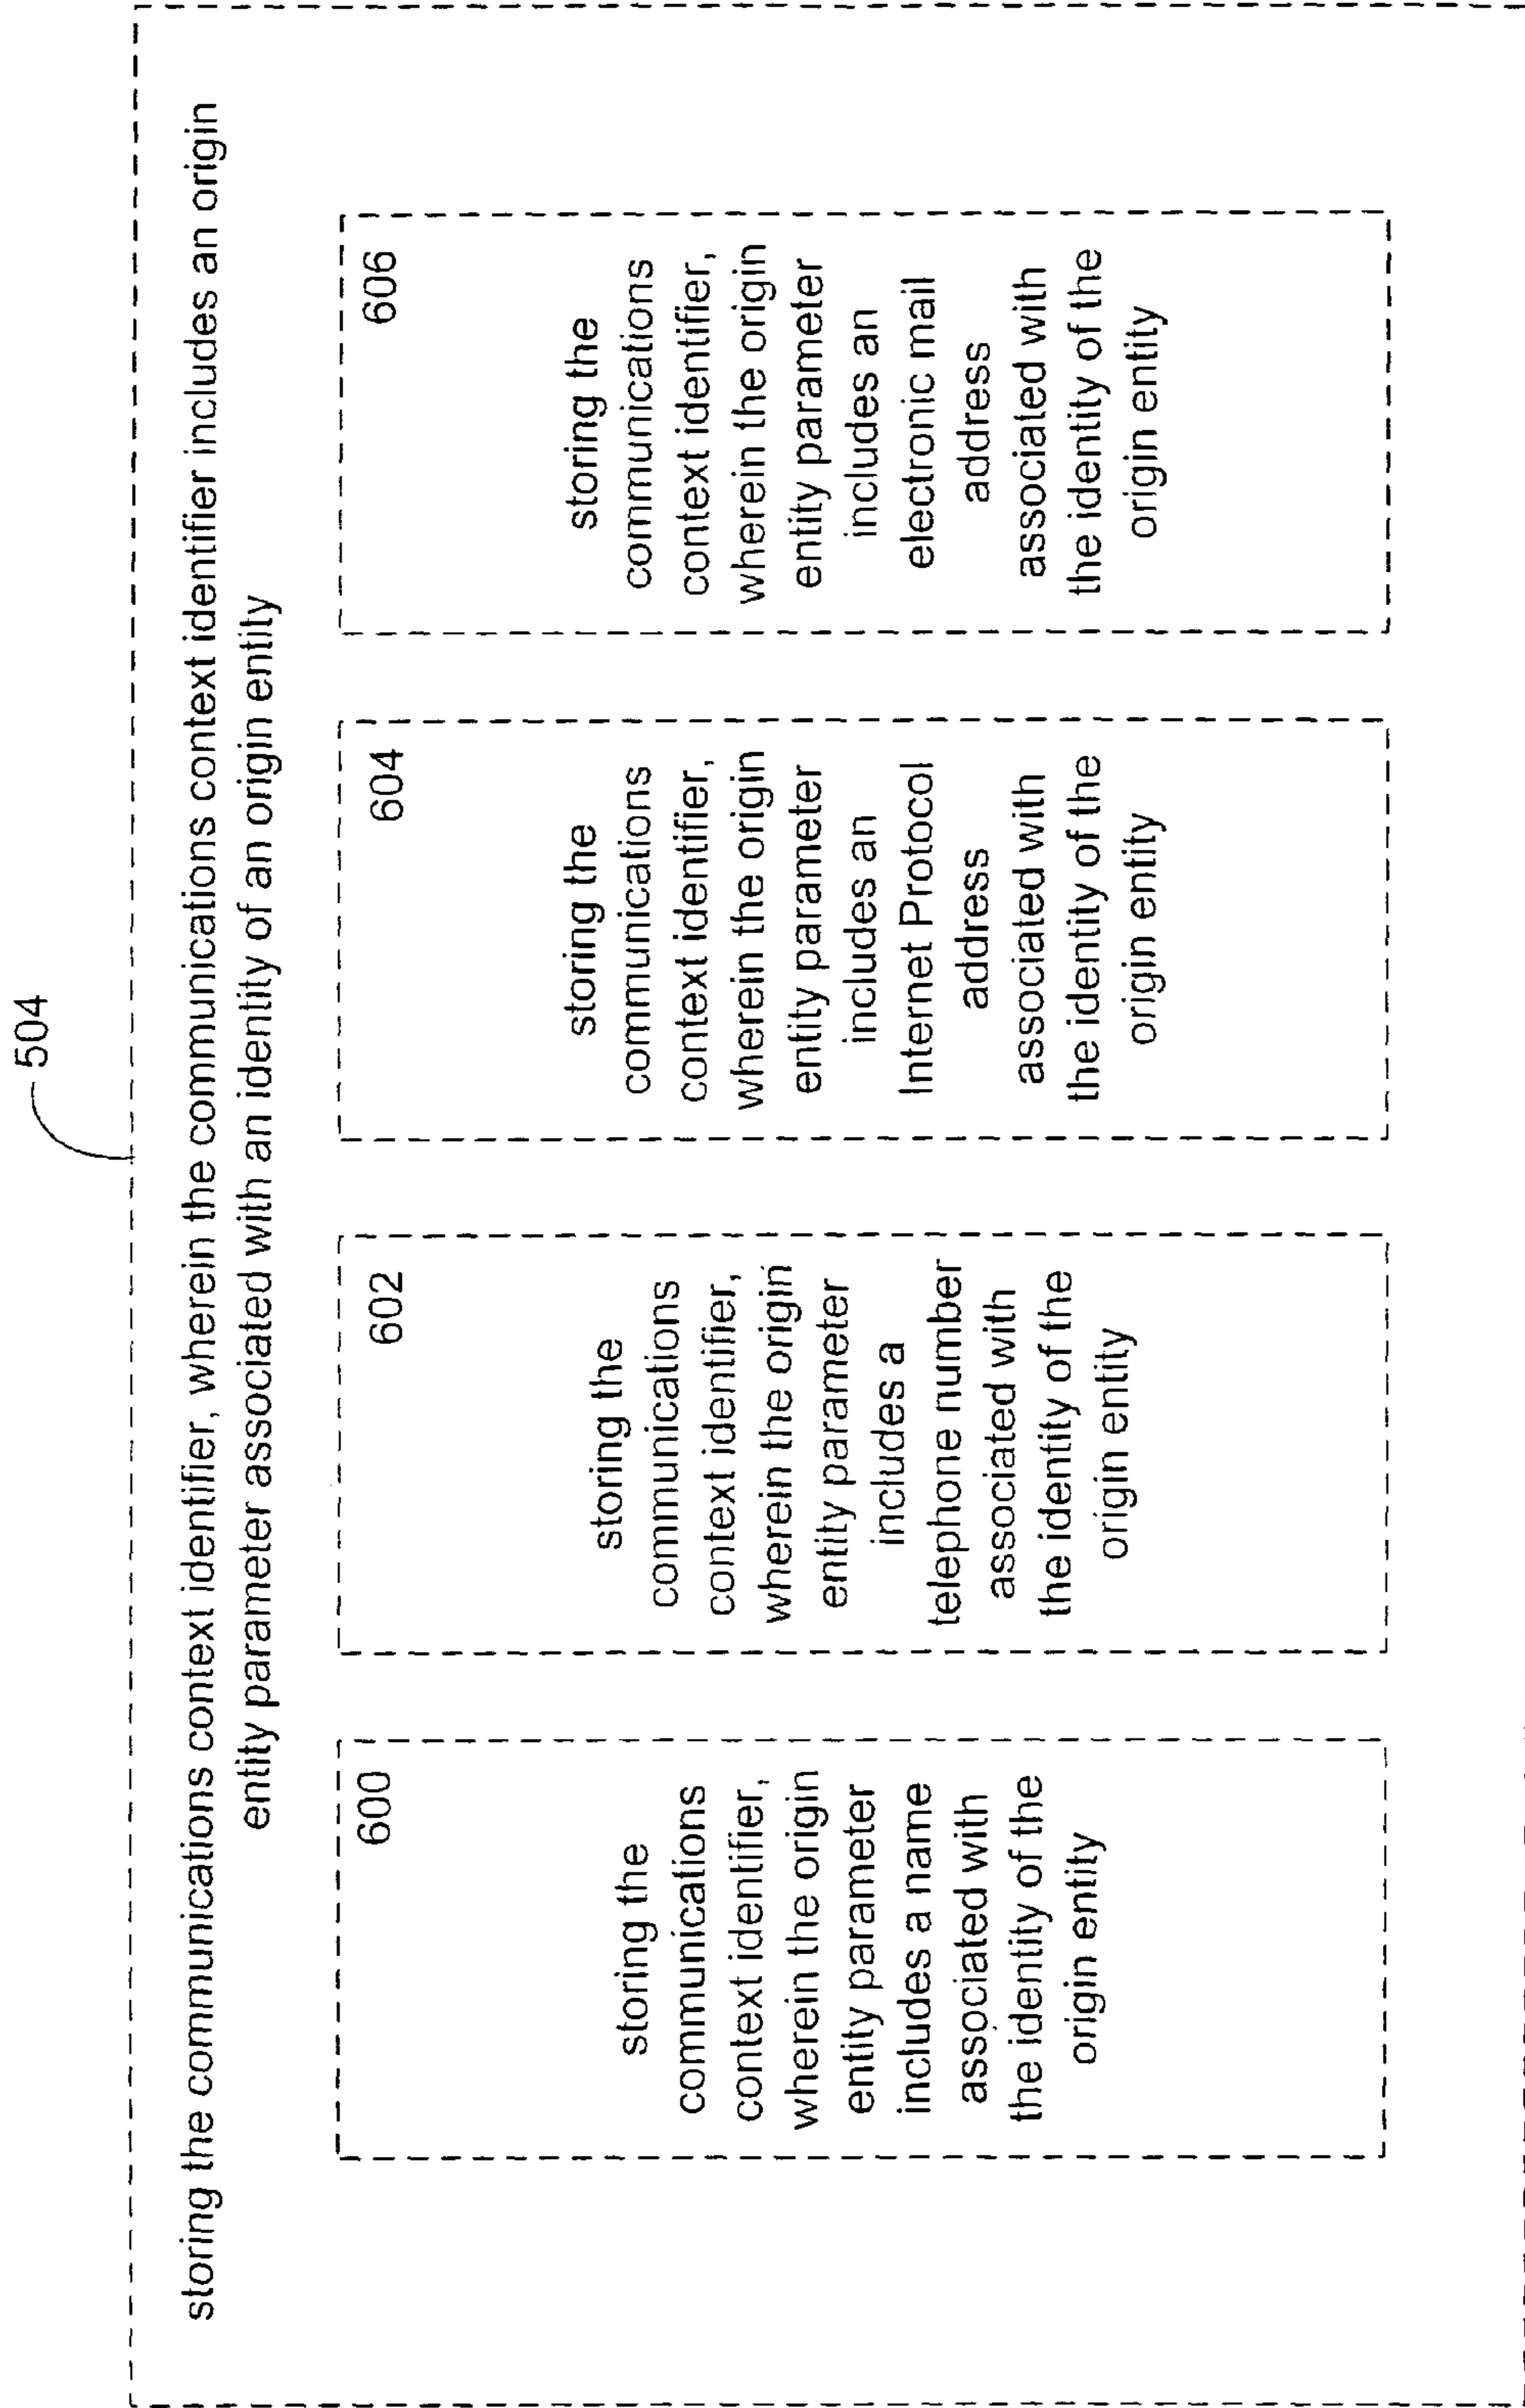 504
storing the communications context identifier, wherein the communications context identifier includes an origin
entity parameter associated with an identity of an origin entity
600
storing the
communications
context identifier,
wherein the origin
entity parameter
includes a name
associated with
the identity of the
origin entity
602
storing the
communications
context identifier,
wherein the origin
entity parameter
includes a
telephone number
associated with
the identity of the
origin entity
604
storing the
communications
context identifier,
wherein the origin
entity parameter
includes an
Internet Protocol
address
associated with
the identity of the
origin entity
606
storing the
communications
context identifier,
wherein the origin
entity parameter
includes an
electronic mail
address
associated with
the identity of the
origin entity